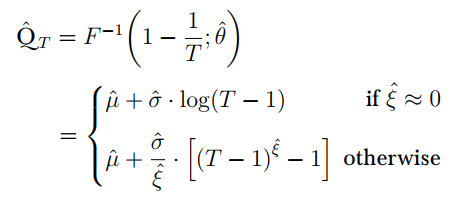 Q̂_T = F⁻¹(1 − 1/T; θ̂)
= { μ̂ + σ̂ · log(T − 1) if ξ̂ ≈ 0
μ̂ + σ̂/ξ̂ · [(T − 1)^ξ̂ − 1] otherwise